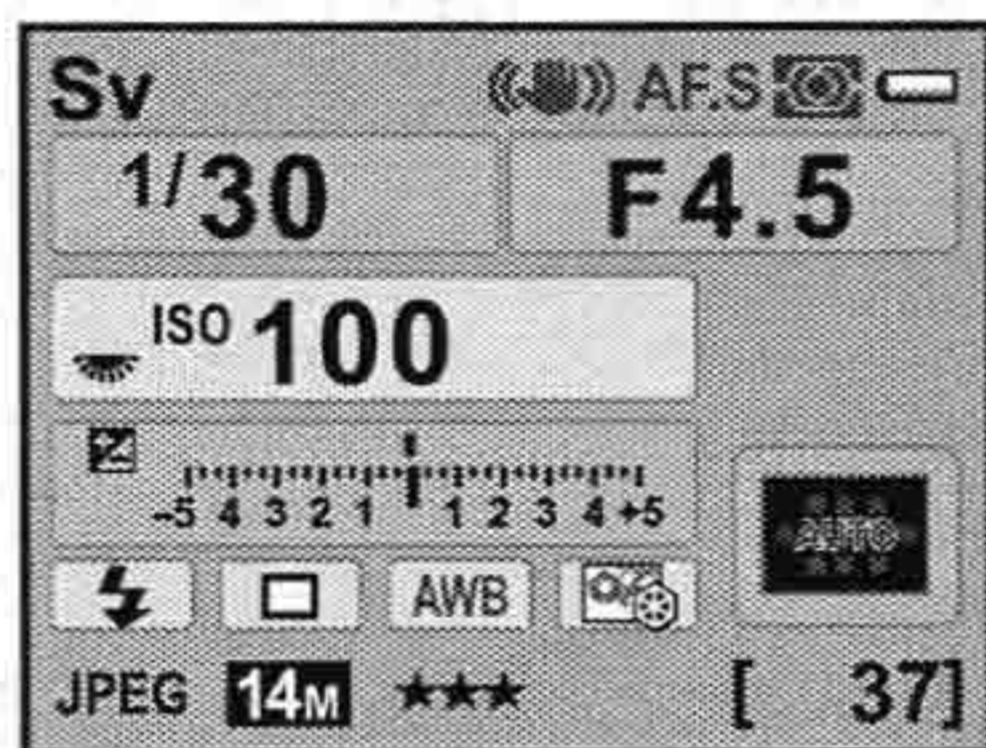 Sv AF.S
1/30 F4.5
ISO 100
-5 4 3 2 1 1 2 3 4 +5
AUTO
AWB
JPEG 14M ★★★ [ 37]